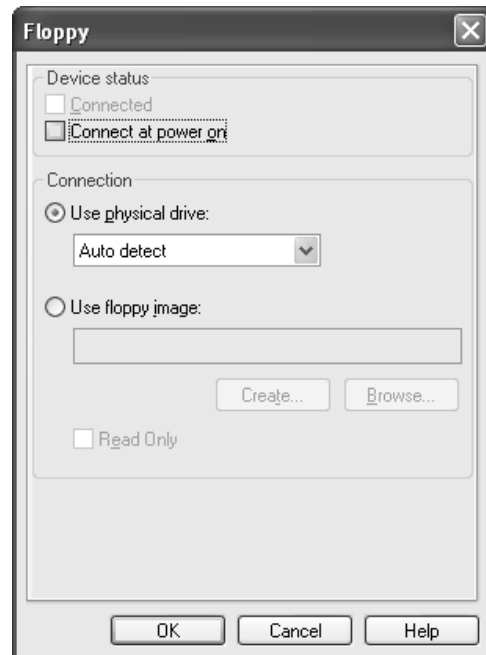 Floppy
Device status
Connected
Connect at power on
Connection
Use physical drive:
Auto detect
Use floppy image:
Create... Browse...
Read Only
OK Cancel Help